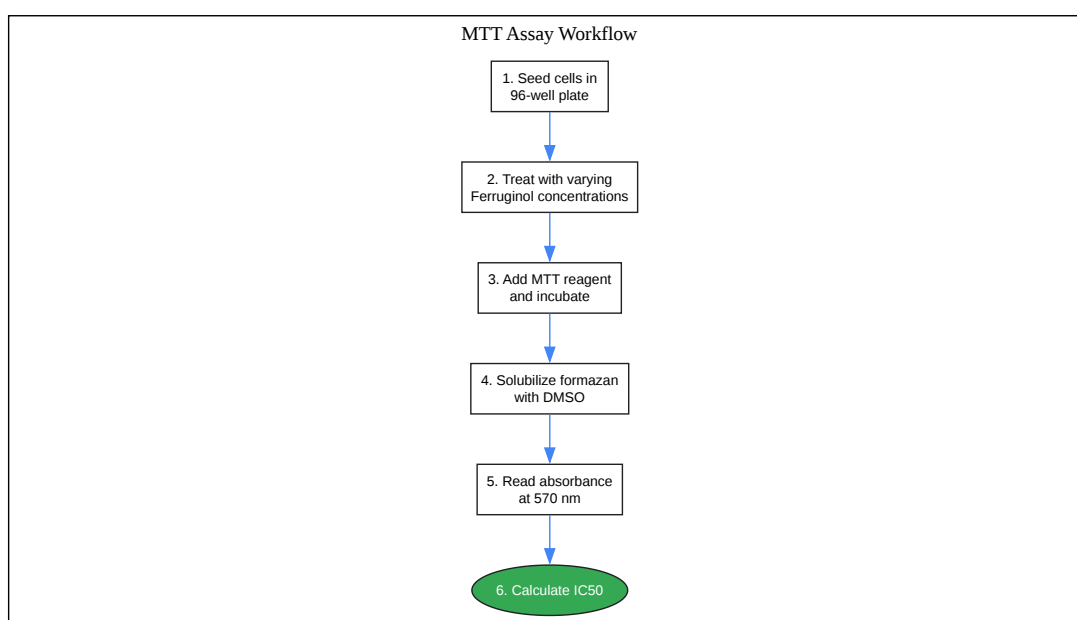 MTT Assay Workflow
1. Seed cells in
96-well plate
2. Treat with varying
Ferruginol concentrations
3. Add MTT reagent
and incubate
4. Solubilize formazan
with DMSO
5. Read absorbance
at 570 nm
6. Calculate IC50